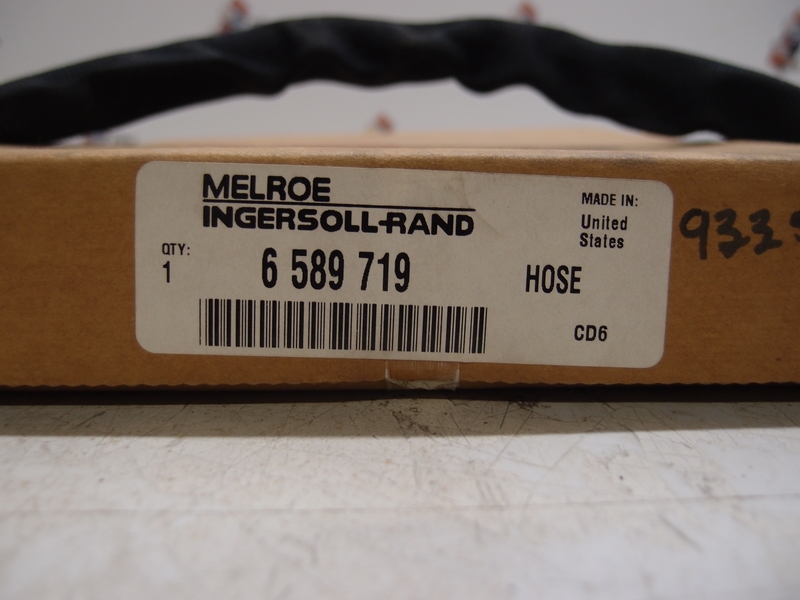 MELROE
INGERSOLL-RAND
MADE IN:
United
States
QTY:
1
6 589 719
HOSE
CD6